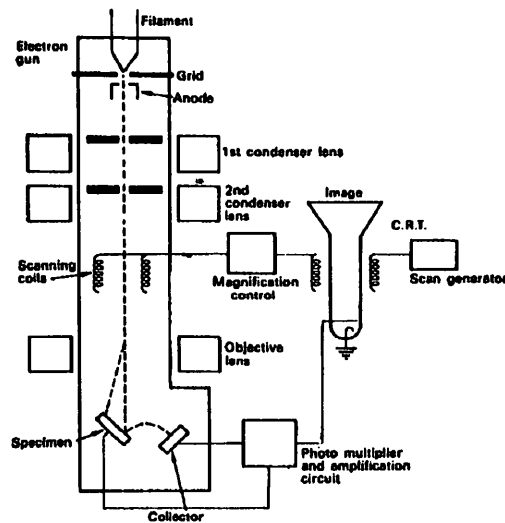 Filament
Electron
gun
Grid
Anode
1st condenser lens
2nd
condenser
lens
Image
C.R.T.
Scanning
coils
Magnification
control
Scan generator
Objective
lens
Specimen
Photo multiplier
and amplification
circuit
Collector